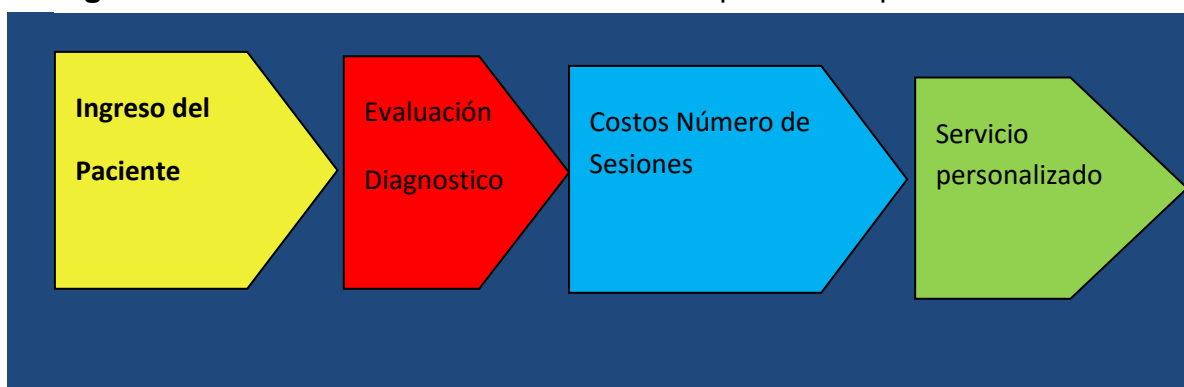 Ingreso del
Paciente
Evaluación
Diagnostico
Costos Número de
Sesiones
Servicio
personalizado